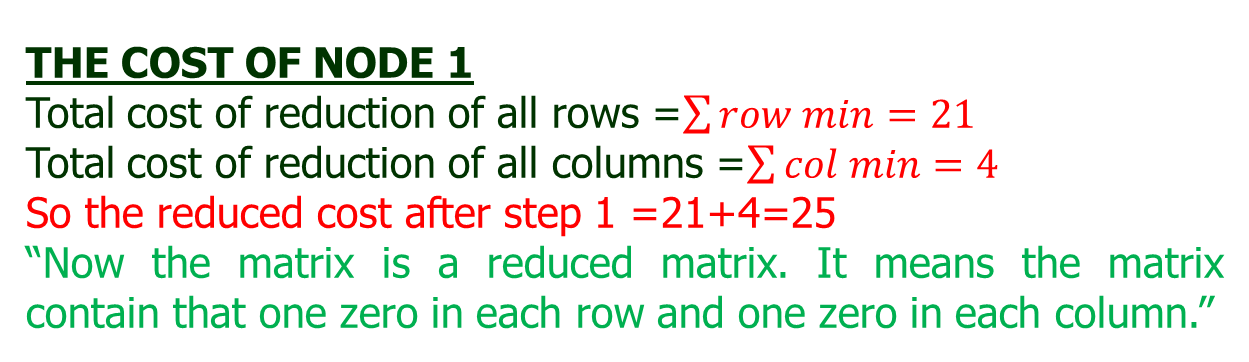 THE COST OF NODE 1
Total cost of reduction of all rows =∑ row min = 21
Total cost of reduction of all columns =∑ col min = 4
So the reduced cost after step 1 =21+4=25
“Now the matrix is a reduced matrix. It means the matrix
contain that one zero in each row and one zero in each column.”